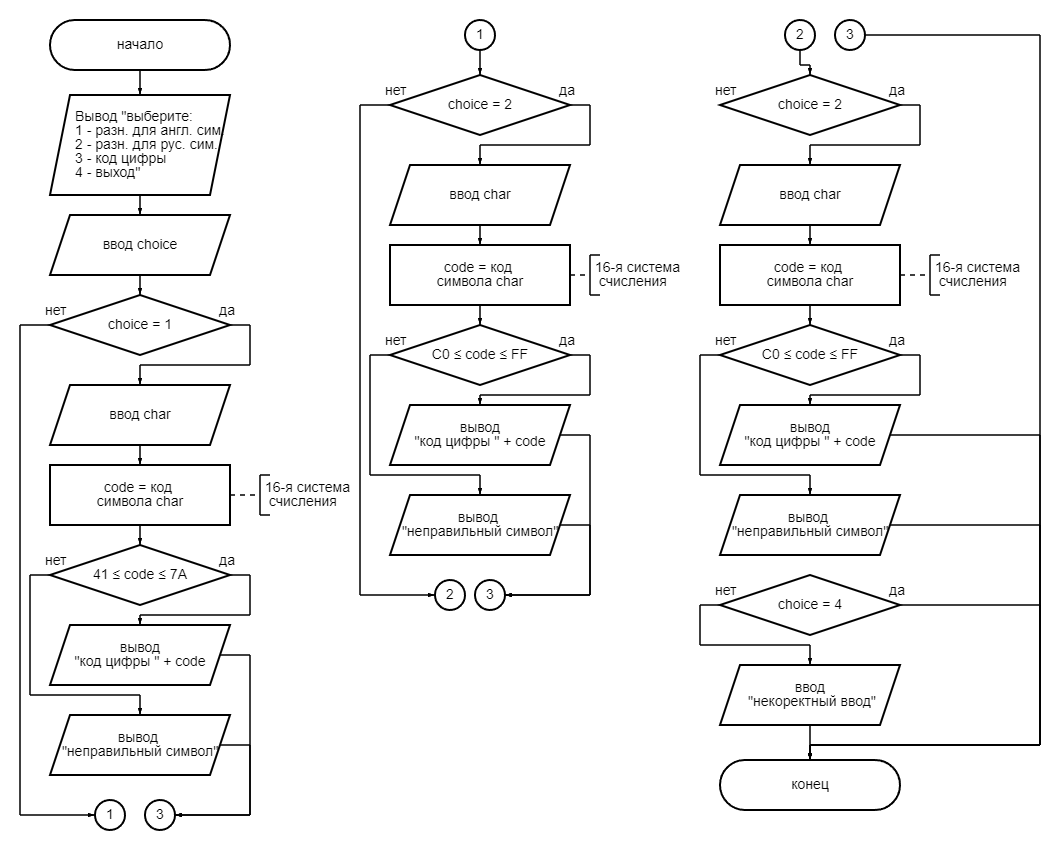 начало
Вывод "выберите:
1 - разн. для англ. сим.
2 - разн. для рус. сим.
3 - код цифры
4 - выход"
ввод choice
нет
да
choice = 1
ввод char
code = код
символа char
16-я система
счисления
нет
да
41 ≤ code ≤ 7A
вывод
"код цифры " + code
вывод
"неправильный символ"
1
3
1
нет
да
choice = 2
ввод char
code = код
символа char
16-я система
счисления
нет
да
C0 ≤ code ≤ FF
вывод
"код цифры " + code
вывод
"неправильный символ"
2
3
2
3
нет
да
choice = 2
ввод char
code = код
символа char
16-я система
счисления
нет
да
C0 ≤ code ≤ FF
вывод
"код цифры " + code
вывод
"неправильный символ"
нет
да
choice = 4
ввод
"некоректный ввод"
конец